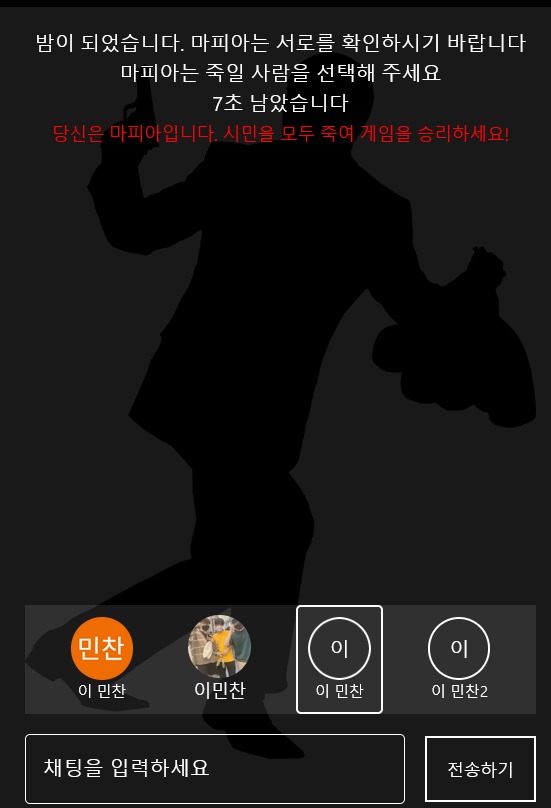 밤이 되었습니다. 마피아는 서로를 확인하시기 바랍니다
마피아는 죽일 사람을 선택해 주세요
7초 남았습니다
당신은 마피아입니다. 시민을 모두 죽여 게임을 승리하세요!
민찬
이
이
이 민찬
이민찬
이 민찬
이 민찬2
채팅을 입력하세요
전송하기